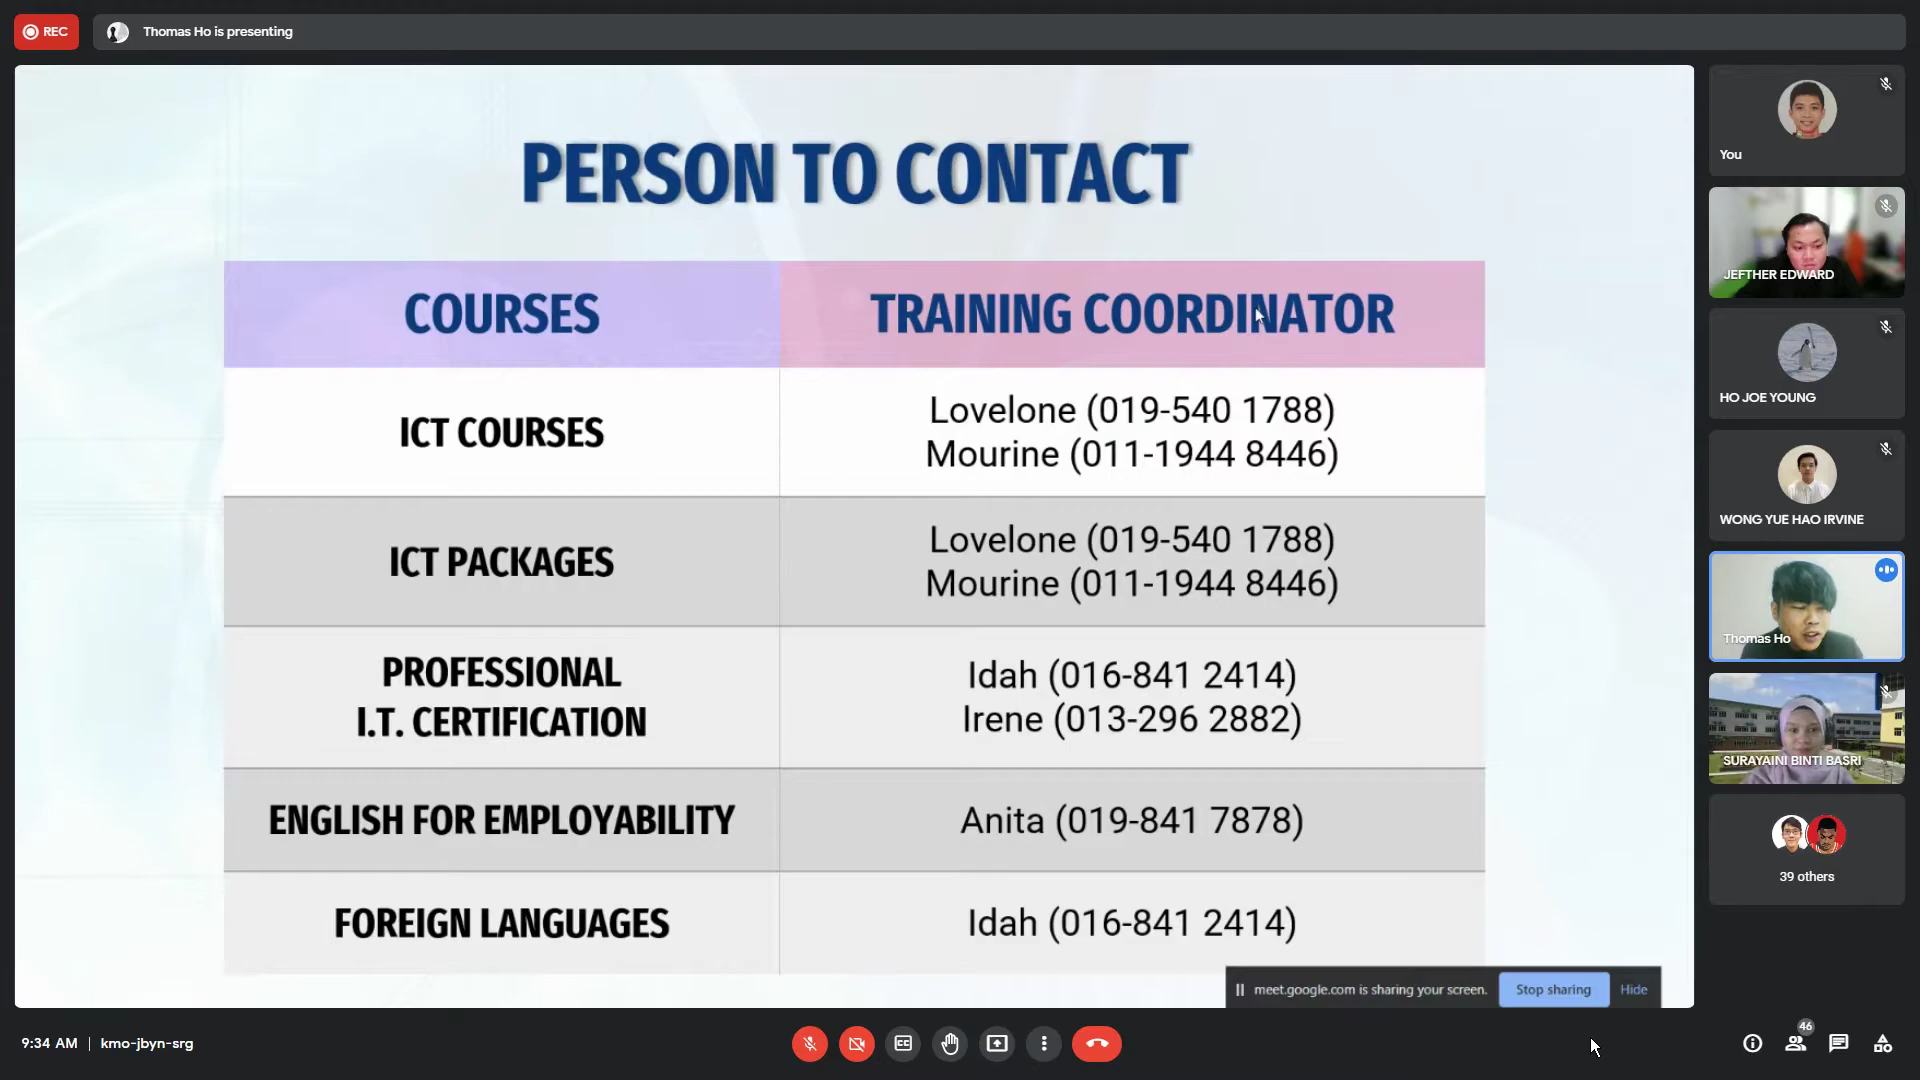 REC
Thomas Ho is presenting
PERSON TO CONTACT
COURSES
TRAINING COORDINATOR
ICT COURSES
Lovelone (019-540 1788)
Mourine (011-1944 8446)
ICT PACKAGES
Lovelone (019-540 1788)
Mourine (011-1944 8446)
PROFESSIONAL
I.T. CERTIFICATION
Idah (016-841 2414)
Irene (013-296 2882)
ENGLISH FOR EMPLOYABILITY
Anita (019-841 7878)
FOREIGN LANGUAGES
Idah (016-841 2414)
meet.google.com is sharing your screen.
Stop sharing
Hide
You
JEFTHER EDWARD
HO JOE YOUNG
WONG YUE HAO IRVINE
Thomas Ho
SURAYAINI BINTI BASRI
39 others
9:34 AM | kmo-jbyn-srg
CC
46